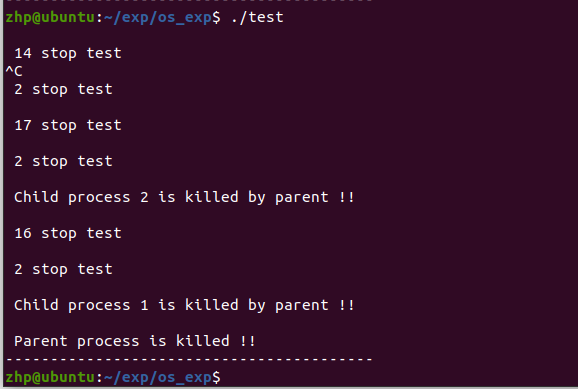 -----------------------------------------
zhp@ubuntu:~/exp/os_exp$ ./test
14 stop test
^C
2 stop test
17 stop test
2 stop test
Child process 2 is killed by parent !!
16 stop test
2 stop test
Child process 1 is killed by parent !!
Parent process is killed !!
-----------------------------------------
zhp@ubuntu:~/exp/os_exp$